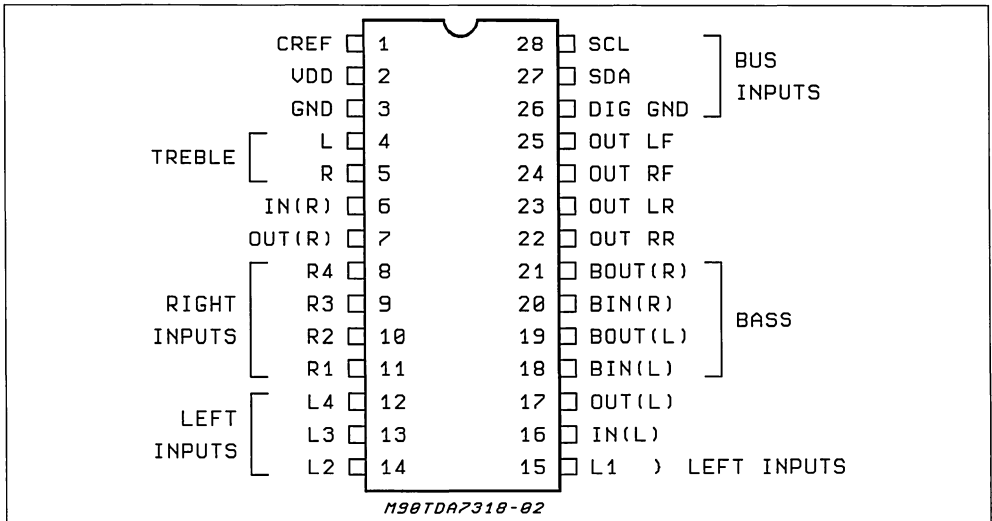 CREF 1 28 SCL
VDD 2 27 SDA
BUS INPUTS
GND 3 26 DIG GND
TREBLE
L 4 25 OUT LF
R 5 24 OUT RF
IN(R) 6 23 OUT LR
OUT(R) 7 22 OUT RR
RIGHT INPUTS
R4 8 21 BOUT(R)
R3 9 20 BIN(R)
R2 10 19 BOUT(L)
R1 11 18 BIN(L)
BASS
LEFT INPUTS
L4 12 17 OUT(L)
L3 13 16 IN(L)
L2 14 15 L1 ) LEFT INPUTS
M90TDA7318-02